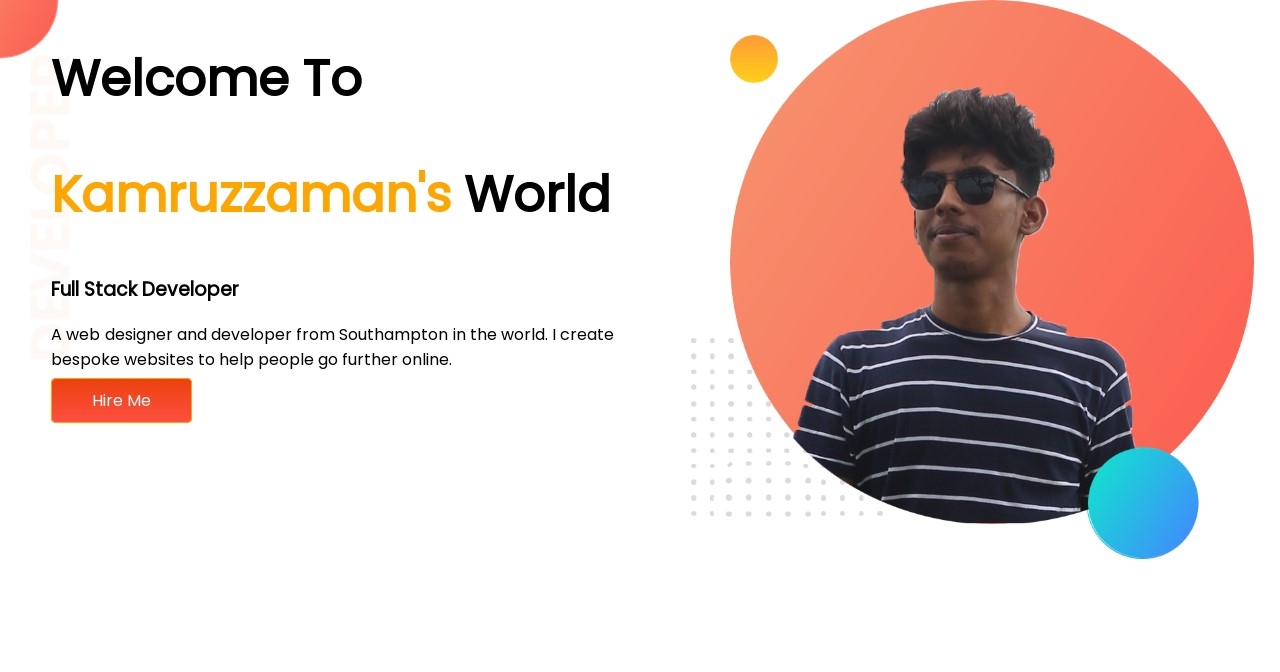 Welcome To
Kamruzzaman's World
DEVELOPER
Full Stack Developer
A web designer and developer from Southampton in the world. I create
bespoke websites to help people go further online.
Hire Me